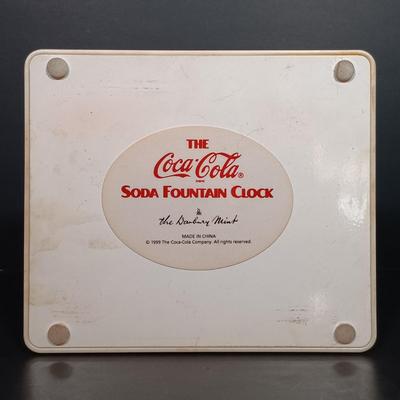 THE
Coca-Cola®
SODA FOUNTAIN CLOCK
&
the Danbury Mint
MADE IN CHINA
© 1999 The Coca-Cola Company. All rights reserved.